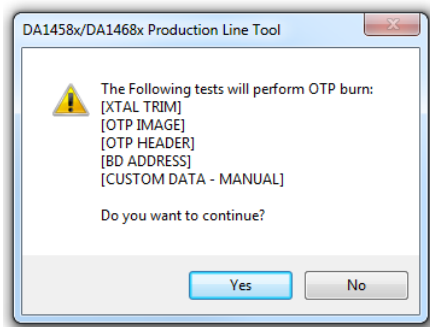 DA1458x/DA1468x Production Line Tool
The Following tests will perform OTP burn:
[XTAL TRIM]
[OTP IMAGE]
[OTP HEADER]
[BD ADDRESS]
[CUSTOM DATA - MANUAL]
Do you want to continue?
Yes No